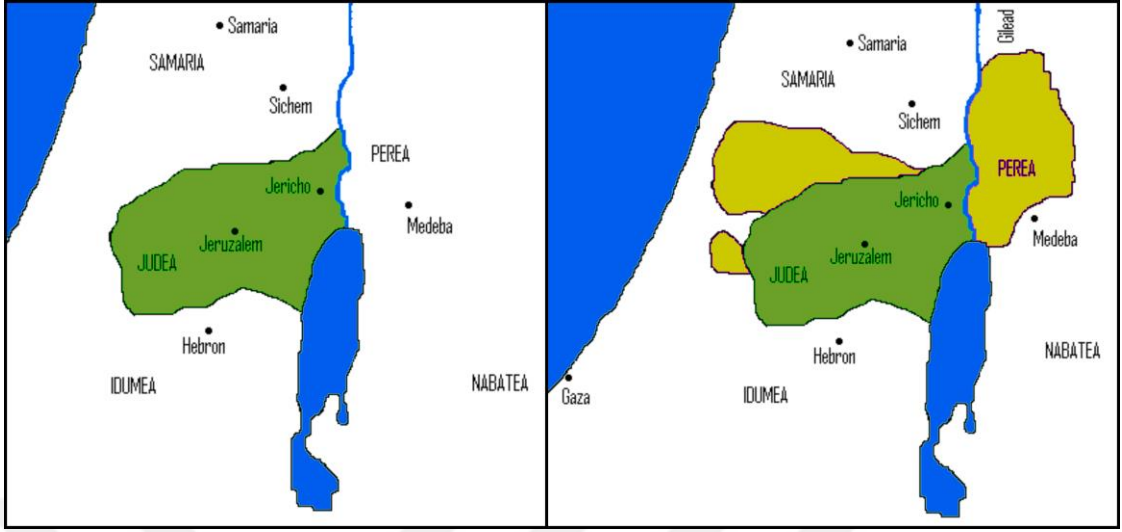 Samaria
SAMARIA
Sichem
PEREA
Jericho
Medeba
Jeruzalem
JUDEA
Hebron
IDUMEA
NABATEA
Gilead
Samaria
SAMARIA
Sichem
PEREA
Jericho
Medeba
Jeruzalem
JUDEA
Hebron
NABATEA
Gaza
IDUMEA